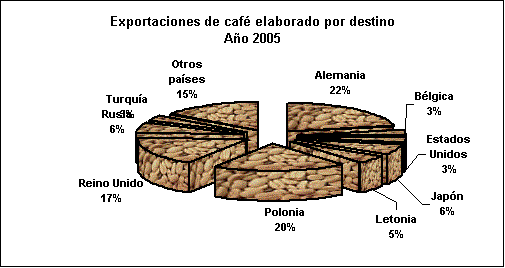 Exportaciones de café elaborado por destino
Año 2005
Otros
países
15%
Alemania
22%
Bélgica
3%
Estados
Unidos
3%
Japón
6%
Letonia
5%
Polonia
20%
Reino Unido
17%
Rusia
6%
Turquía